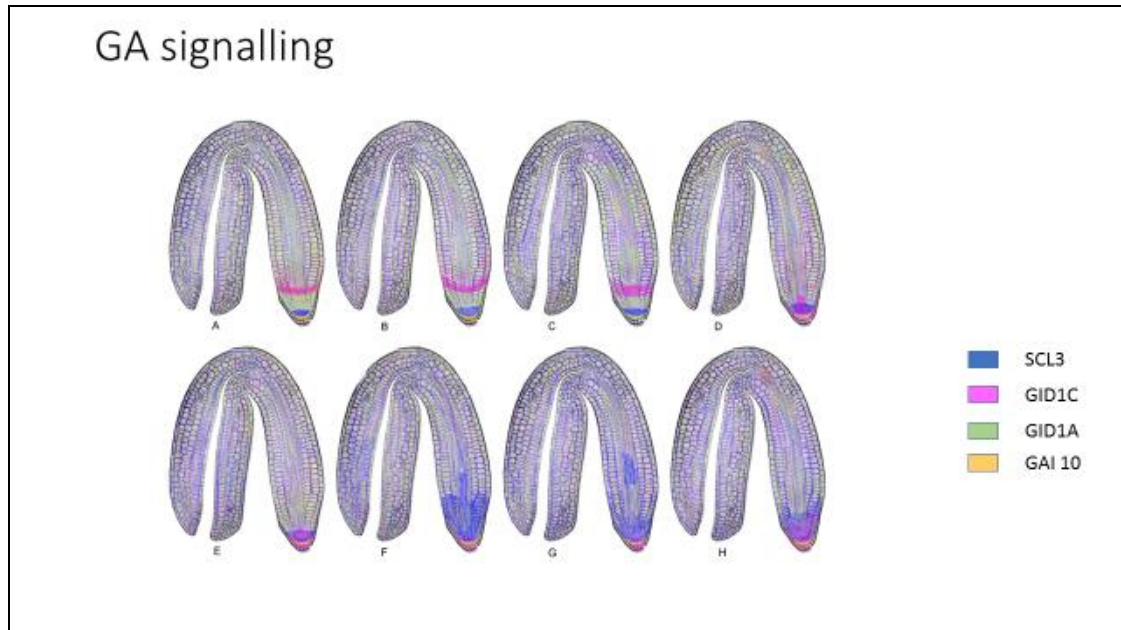 GA signalling
A B C D
E F G H
SCL3
GID1C
GID1A
GAI 10